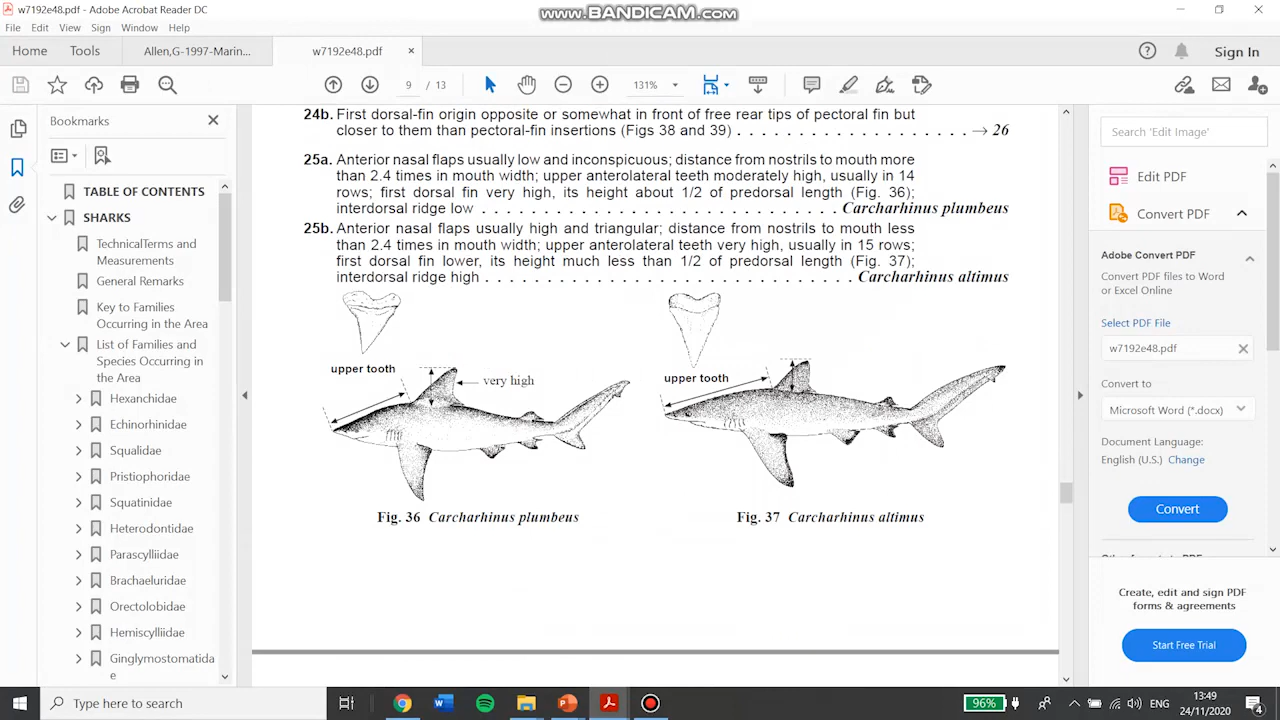 w7192e48.pdf - Adobe Acrobat Reader DC
www.BANDICAM.com
File Edit View Sign Window Help
Home Tools Allen,G-1997-Marin... w7192e48.pdf × Sign In
9 / 13 131%
Bookmarks
TABLE OF CONTENTS
SHARKS
TechnicalTerms and
Measurements
General Remarks
Key to Families
Occurring in the Area
List of Families and
Species Occurring in
the Area
Hexanchidae
Echinorhinidae
Squalidae
Pristiophoridae
Squatinidae
Heterodontidae
Parascylliidae
Brachaeluridae
Orectolobidae
Hemiscylliidae
Ginglymostomatida
e
24b. First dorsal-fin origin opposite or somewhat in front of free rear tips of pectoral fin but
closer to them than pectoral-fin insertions (Figs 38 and 39) . . . . . . . . . . . . . . . . . . . → 26
25a. Anterior nasal flaps usually low and inconspicuous; distance from nostrils to mouth more
than 2.4 times in mouth width; upper anterolateral teeth moderately high, usually in 14
rows; first dorsal fin very high, its height about 1/2 of predorsal length (Fig. 36);
interdorsal ridge low . . . . . . . . . . . . . . . . . . . . . . . . . . . . . Carcharhinus plumbeus
25b. Anterior nasal flaps usually high and triangular; distance from nostrils to mouth less
than 2.4 times in mouth width; upper anterolateral teeth very high, usually in 15 rows;
first dorsal fin lower, its height much less than 1/2 of predorsal length (Fig. 37);
interdorsal ridge high . . . . . . . . . . . . . . . . . . . . . . . . . . . . . . Carcharhinus altimus
upper tooth
very high
upper tooth
Fig. 36 Carcharhinus plumbeus
Fig. 37 Carcharhinus altimus
Search 'Edit Image'
Edit PDF
Convert PDF
Adobe Convert PDF
Convert PDF files to Word
or Excel Online
Select PDF File
w7192e48.pdf
Convert to
Microsoft Word (*.docx)
Document Language:
English (U.S.) Change
Convert
Create, edit and sign PDF
forms & agreements
Start Free Trial
Type here to search
96%
ENG
13:49
24/11/2020
4